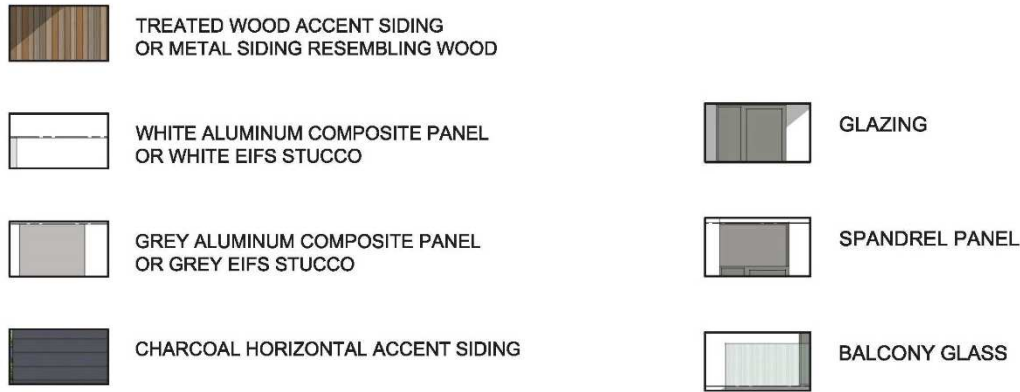 TREATED WOOD ACCENT SIDING
OR METAL SIDING RESEMBLING WOOD
WHITE ALUMINUM COMPOSITE PANEL
OR WHITE EIFS STUCCO
GREY ALUMINUM COMPOSITE PANEL
OR GREY EIFS STUCCO
CHARCOAL HORIZONTAL ACCENT SIDING
GLAZING
SPANDREL PANEL
BALCONY GLASS